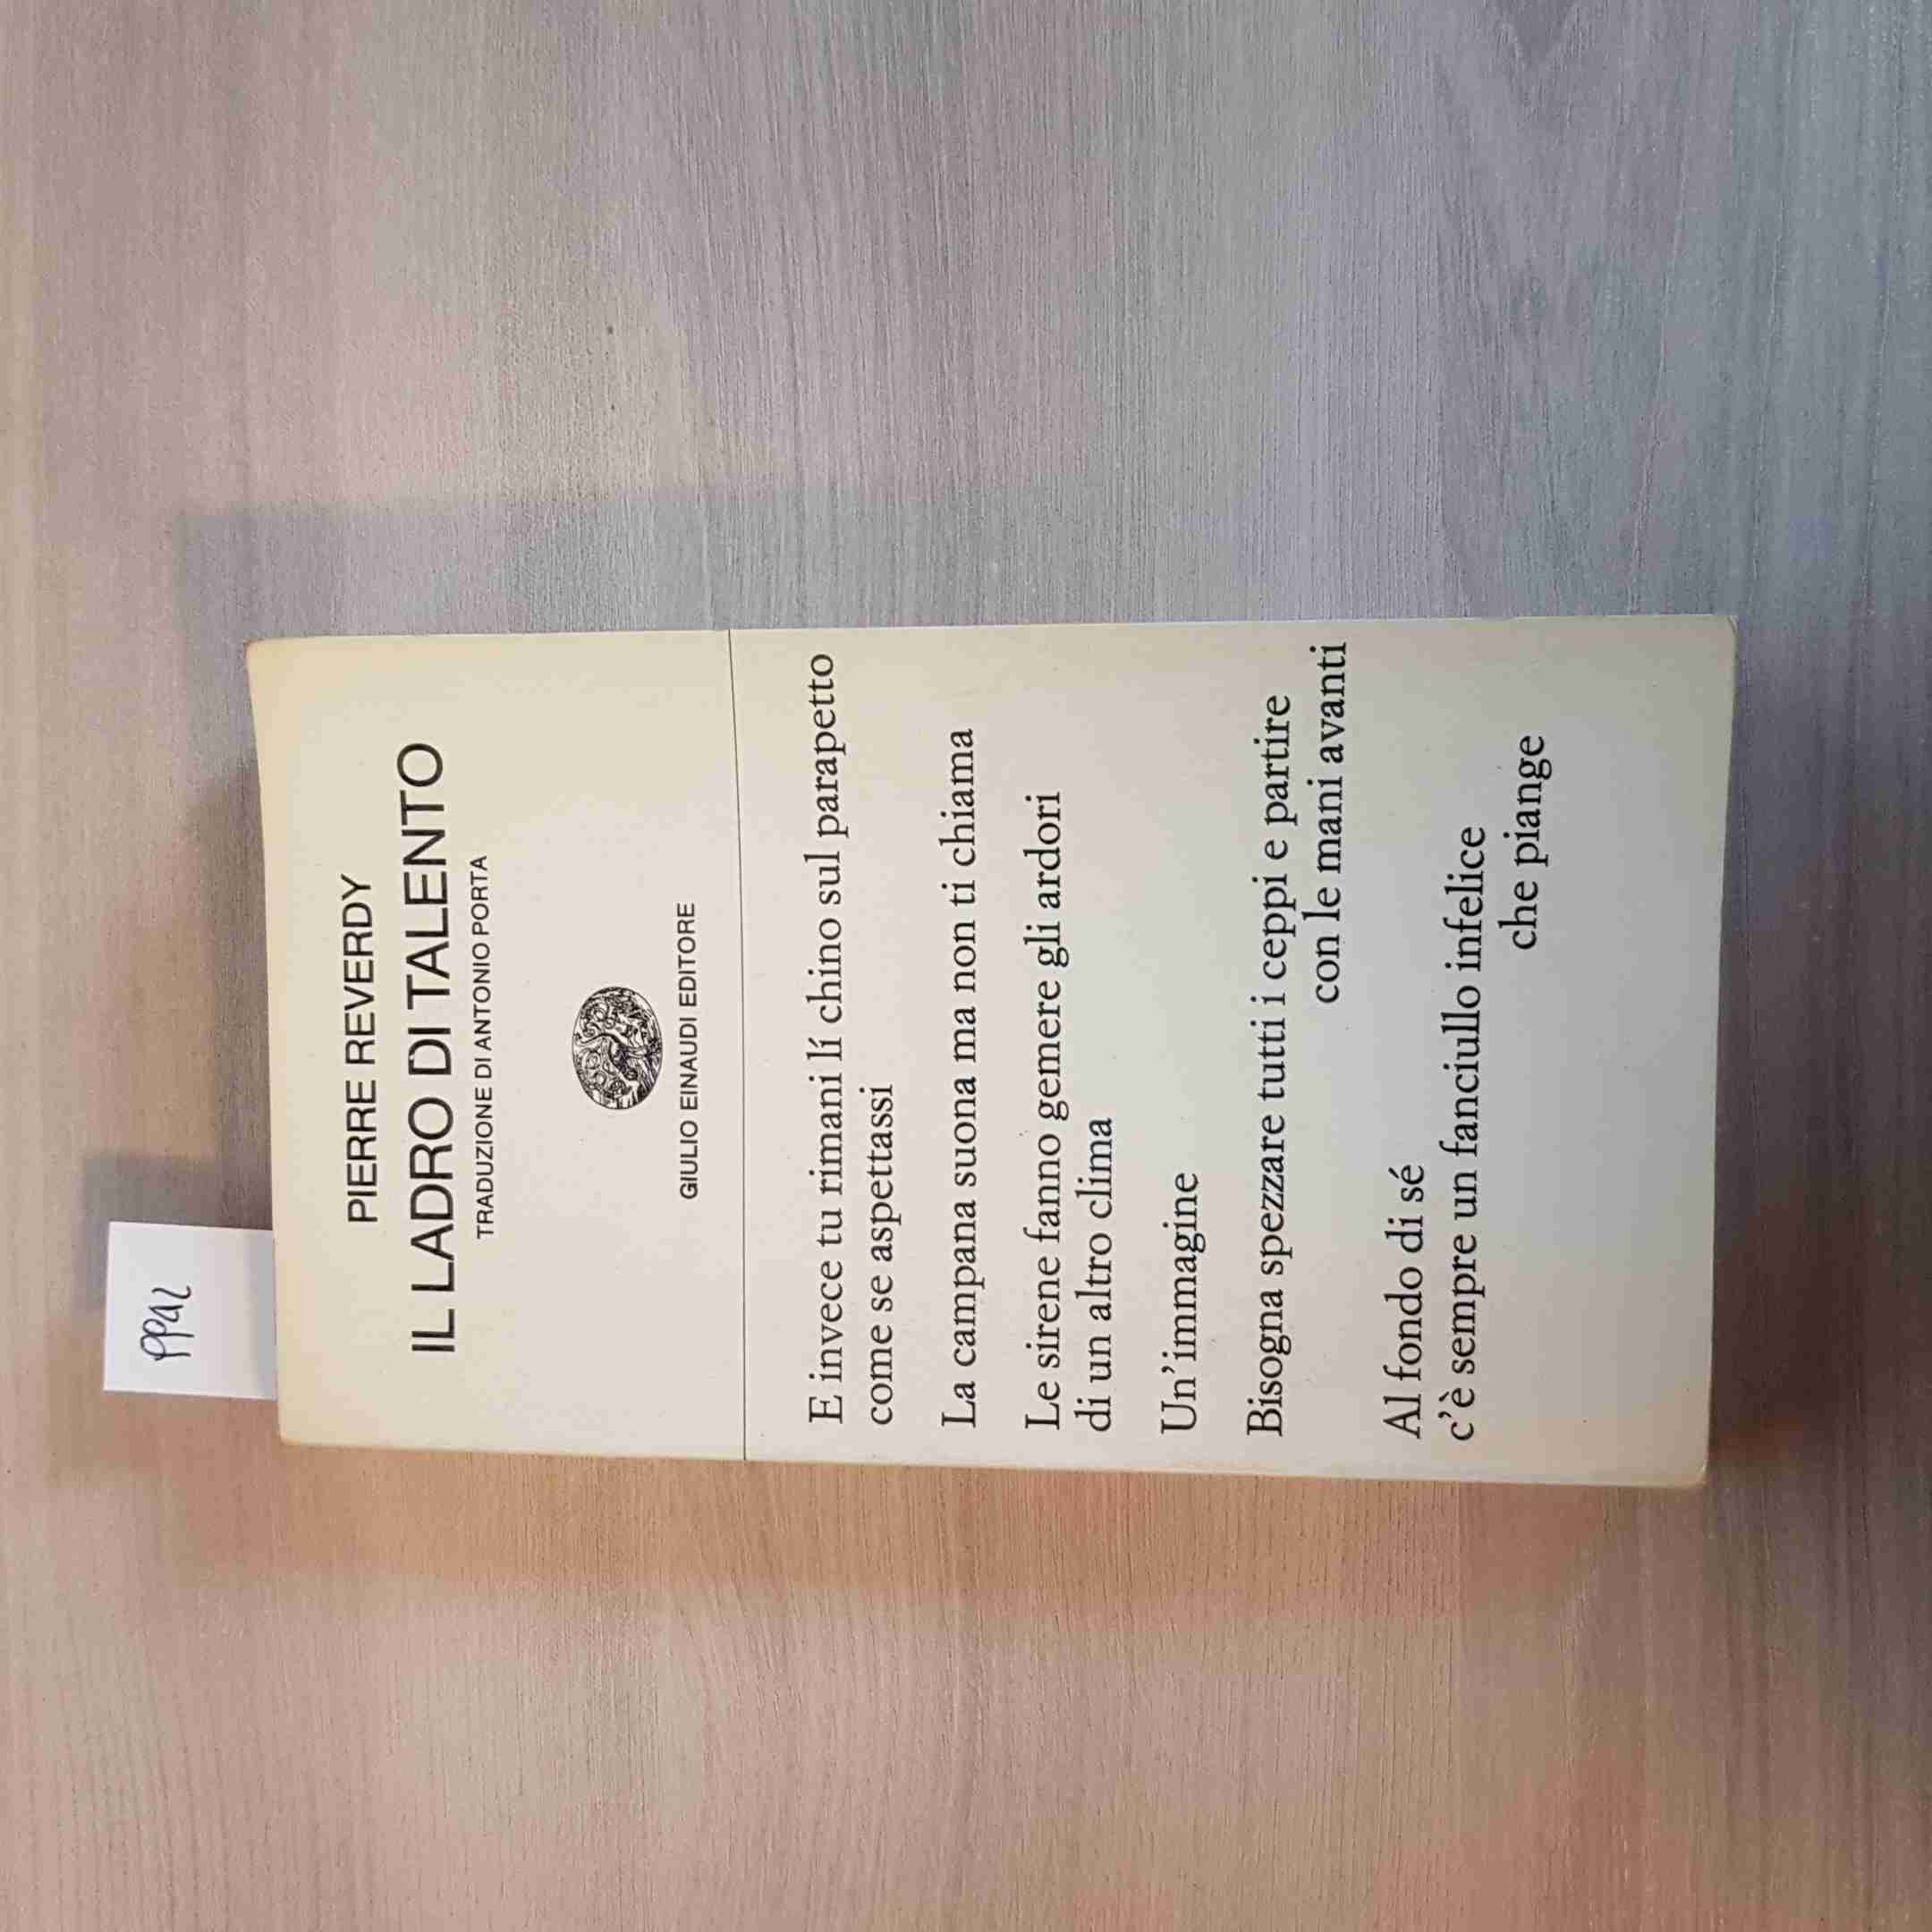 PP42
PIERRE REVERDY
IL LADRO DI TALENTO
TRADUZIONE DI ANTONIO PORTA
GIULIO EINAUDI EDITORE
E invece tu rimani lí chino sul parapetto
come se aspettassi
La campana suona ma non ti chiama
Le sirene fanno gemere gli ardori
di un altro clima
Un'immagine
Bisogna spezzare tutti i ceppi e partire
con le mani avanti
Al fondo di sé
c'è sempre un fanciullo infelice
che piange